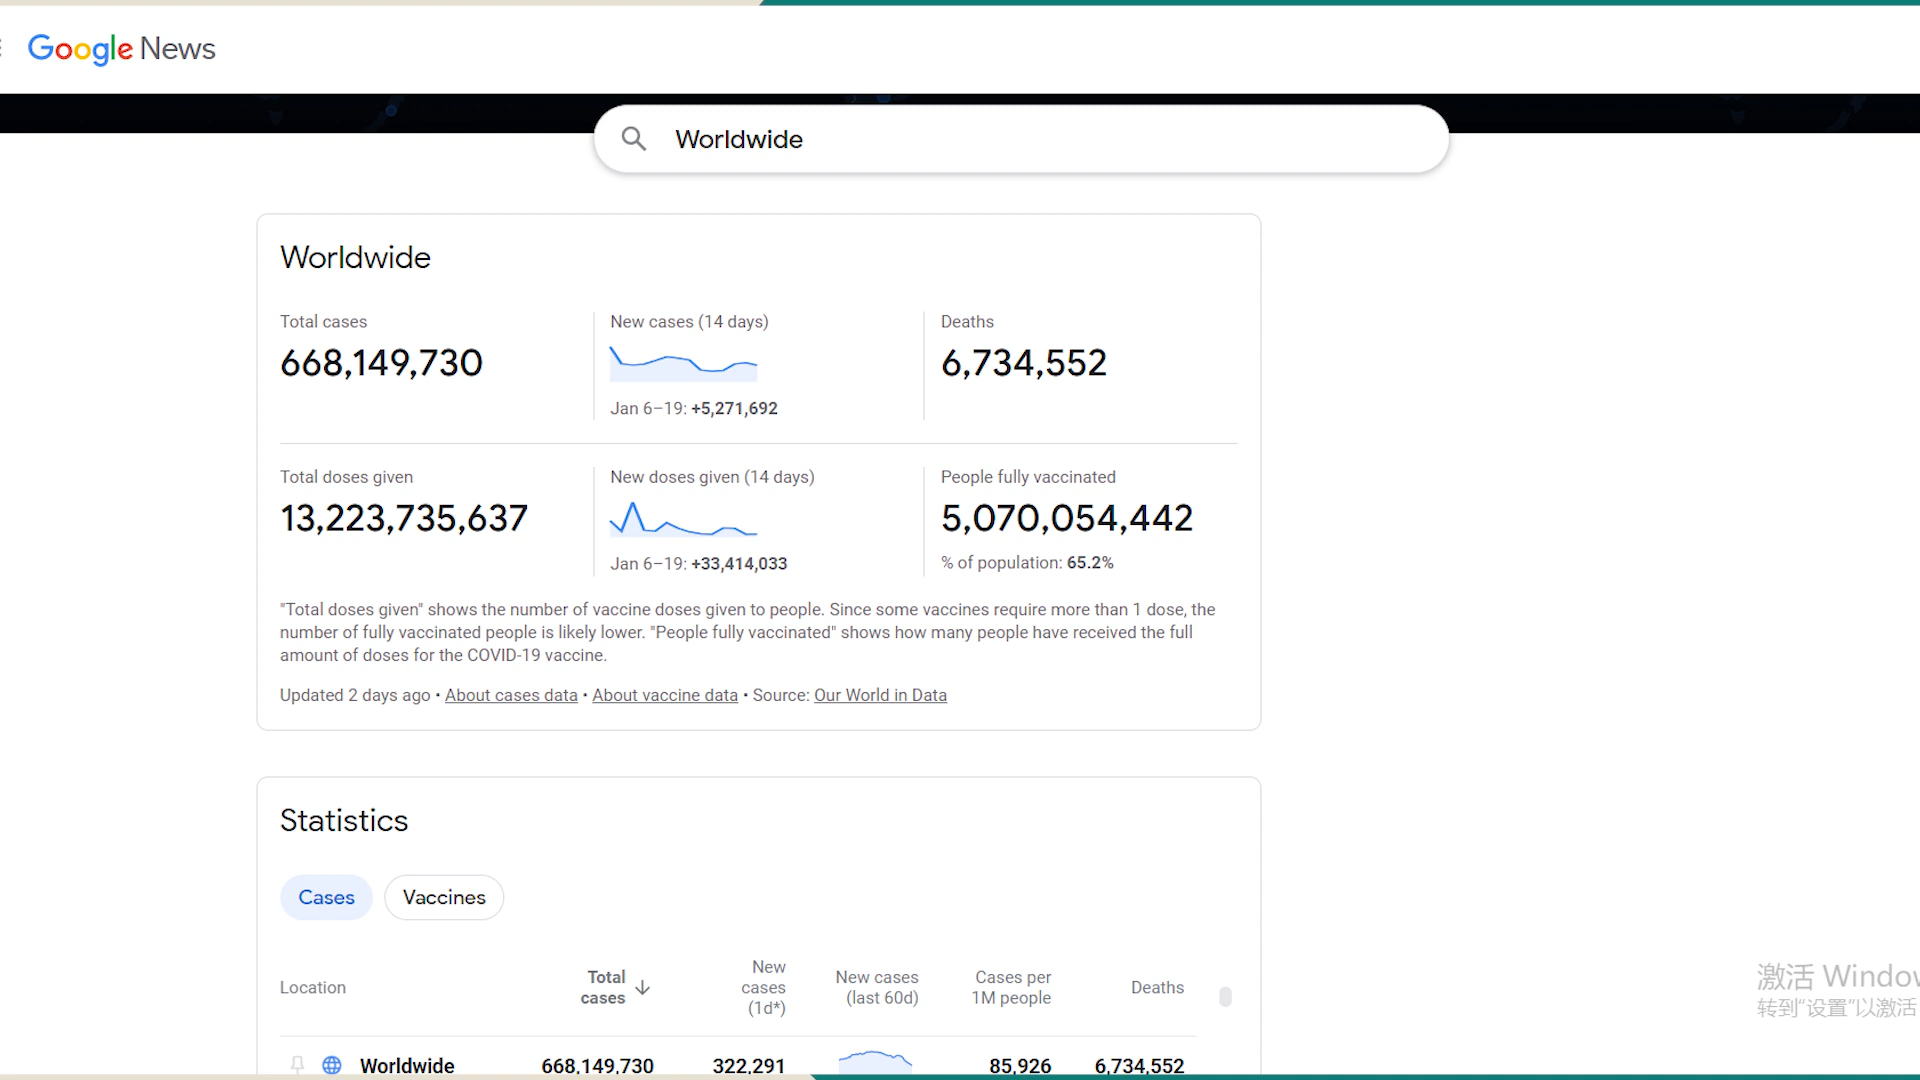 Google News
Worldwide
Worldwide
Total cases
668,149,730
New cases (14 days)
Jan 6–19: +5,271,692
Deaths
6,734,552
Total doses given
13,223,735,637
New doses given (14 days)
Jan 6–19: +33,414,033
People fully vaccinated
5,070,054,442
% of population: 65.2%
"Total doses given" shows the number of vaccine doses given to people. Since some vaccines require more than 1 dose, the
number of fully vaccinated people is likely lower. "People fully vaccinated" shows how many people have received the full
amount of doses for the COVID-19 vaccine.
Updated 2 days ago • About cases data • About vaccine data • Source: Our World in Data
Statistics
Cases
Vaccines
Location
Total
cases
New
cases
(1d*)
New cases
(last 60d)
Cases per
1M people
Deaths
Worldwide 668,149,730 322,291 85,926 6,734,552
激活 Window
转到"设置"以激活